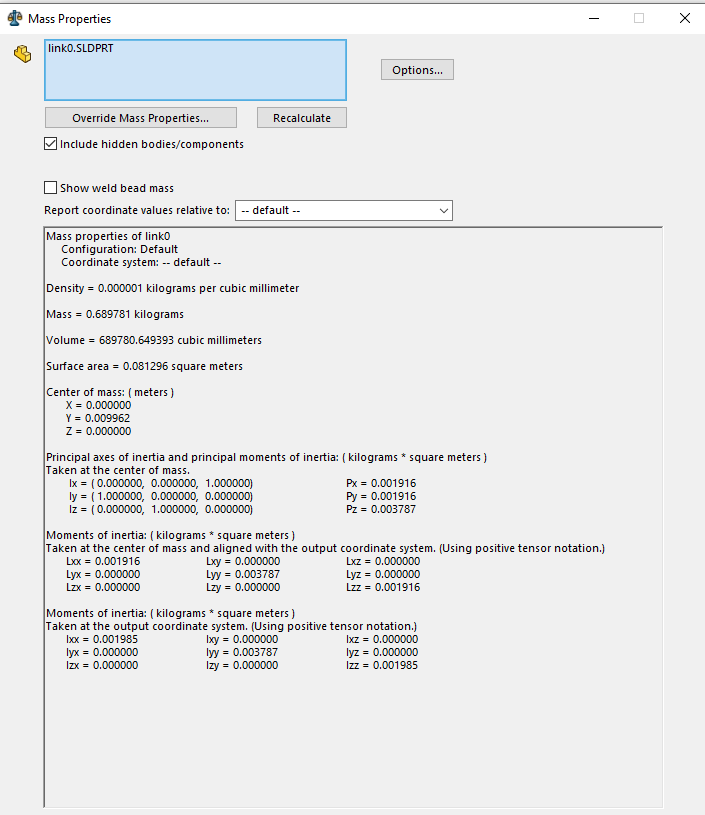 Mass Properties
link0.SLDPRT
Options...
Override Mass Properties...
Recalculate
Include hidden bodies/components
Show weld bead mass
Report coordinate values relative to: -- default --
Mass properties of link0
Configuration: Default
Coordinate system: -- default --
Density = 0.000001 kilograms per cubic millimeter
Mass = 0.689781 kilograms
Volume = 689780.649393 cubic millimeters
Surface area = 0.081296 square meters
Center of mass: ( meters )
X = 0.000000
Y = 0.009962
Z = 0.000000
Principal axes of inertia and principal moments of inertia: ( kilograms * square meters )
Taken at the center of mass.
Ix = ( 0.000000, 0.000000, 1.000000) Px = 0.001916
Iy = ( 1.000000, 0.000000, 0.000000) Py = 0.001916
Iz = ( 0.000000, 1.000000, 0.000000) Pz = 0.003787
Moments of inertia: ( kilograms * square meters )
Taken at the center of mass and aligned with the output coordinate system. (Using positive tensor notation.)
Lxx = 0.001916 Lxy = 0.000000 Lxz = 0.000000
Lyx = 0.000000 Lyy = 0.003787 Lyz = 0.000000
Lzx = 0.000000 Lzy = 0.000000 Lzz = 0.001916
Moments of inertia: ( kilograms * square meters )
Taken at the output coordinate system. (Using positive tensor notation.)
Ixx = 0.001985 Ixy = 0.000000 Ixz = 0.000000
Iyx = 0.000000 Iyy = 0.003787 Iyz = 0.000000
Izx = 0.000000 Izy = 0.000000 Izz = 0.001985